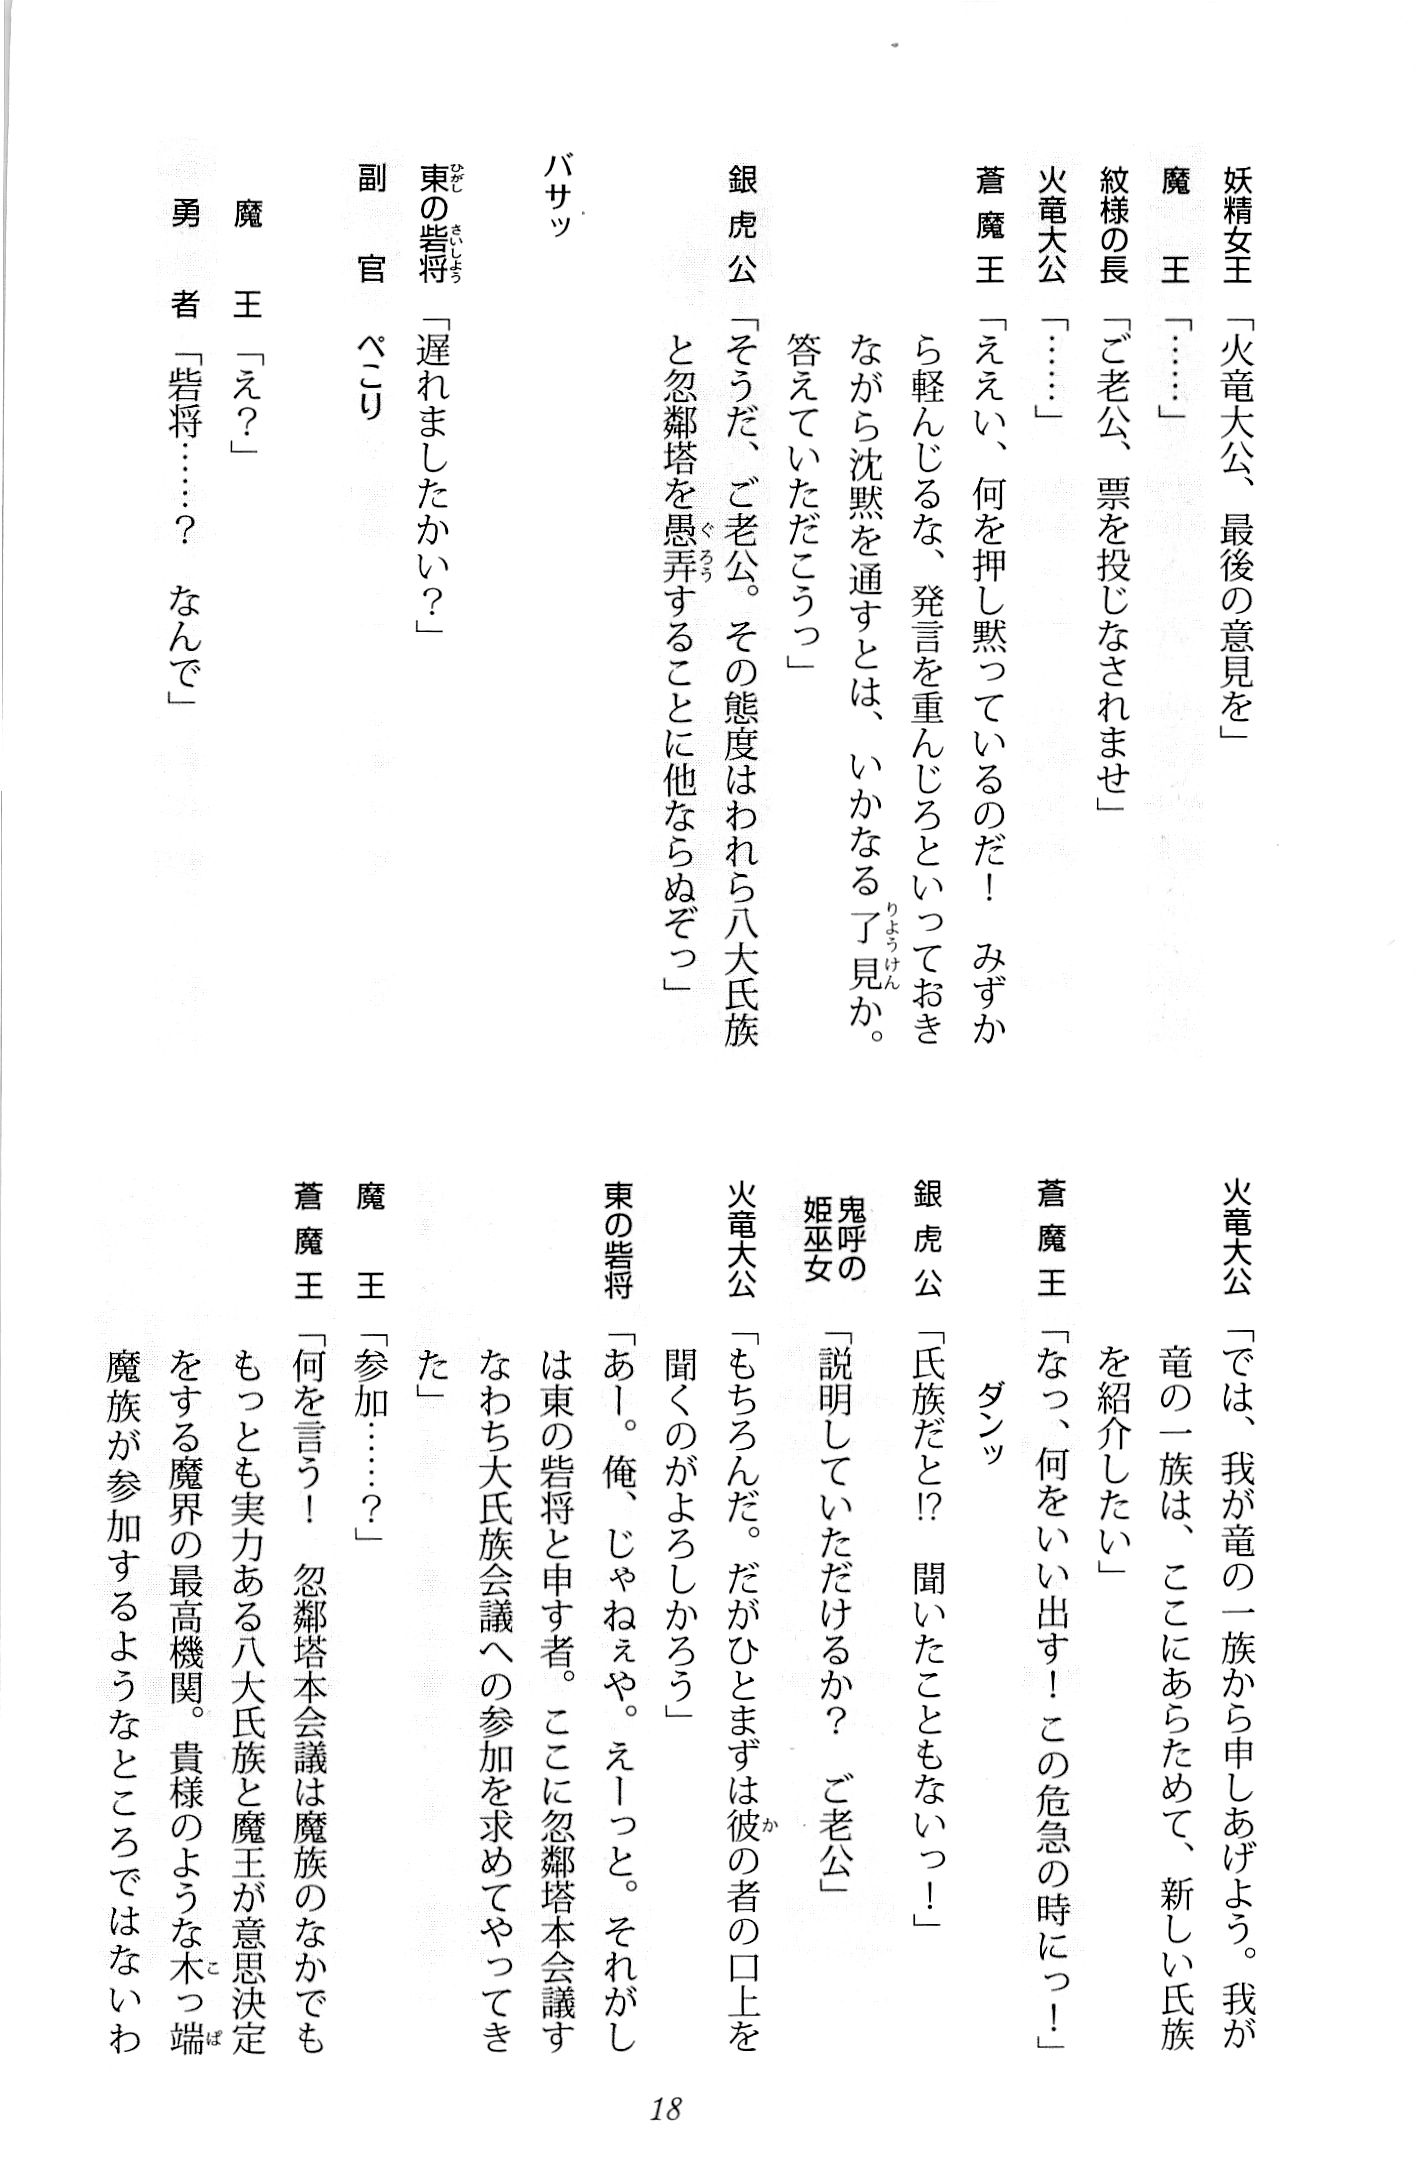 妖精女王「火竜大公、最後の意見を」
魔王「……」
紋様の長「ご老公、票を投じなされませ」
火竜大公「……」
蒼魔王「ええい、何を押し黙っているのだ！　みずか
ら軽んじるな、発言を重んじろといっておき
ながら沈黙を通すとは、いかなる了見か。
答えていただこうっ」
銀虎公「そうだ、ご老公。その態度はわれら八大氏族
と忽鄰塔を愚弄することに他ならぬぞっ」
バサッ
東の砦将「遅れましたかい？」
副官　ぺこり
魔王「え？」
勇者「砦将……？　なんで」
火竜大公「では、我が竜の一族から申しあげよう。我が
竜の一族は、ここにあらためて、新しい氏族
を紹介したい」
蒼魔王「なっ、何をいい出す！この危急の時にっ！」
ダンッ
銀虎公「氏族だと!?　聞いたこともないっ！」
鬼呼の姫巫女「説明していただけるか？　ご老公」
火竜大公「もちろんだ。だがひとまずは彼の者の口上を
聞くのがよろしかろう」
東の砦将「あー。俺、じゃねぇや。えーっと。それがし
は東の砦将と申す者。ここに忽鄰塔本会議す
なわち大氏族会議への参加を求めてやってき
た」
魔王「参加……？」
蒼魔王「何を言う！　忽鄰塔本会議は魔族のなかでも
もっとも実力ある八大氏族と魔王が意思決定
をする魔界の最高機関。貴様のような木っ端
魔族が参加するようなところではないわ
18